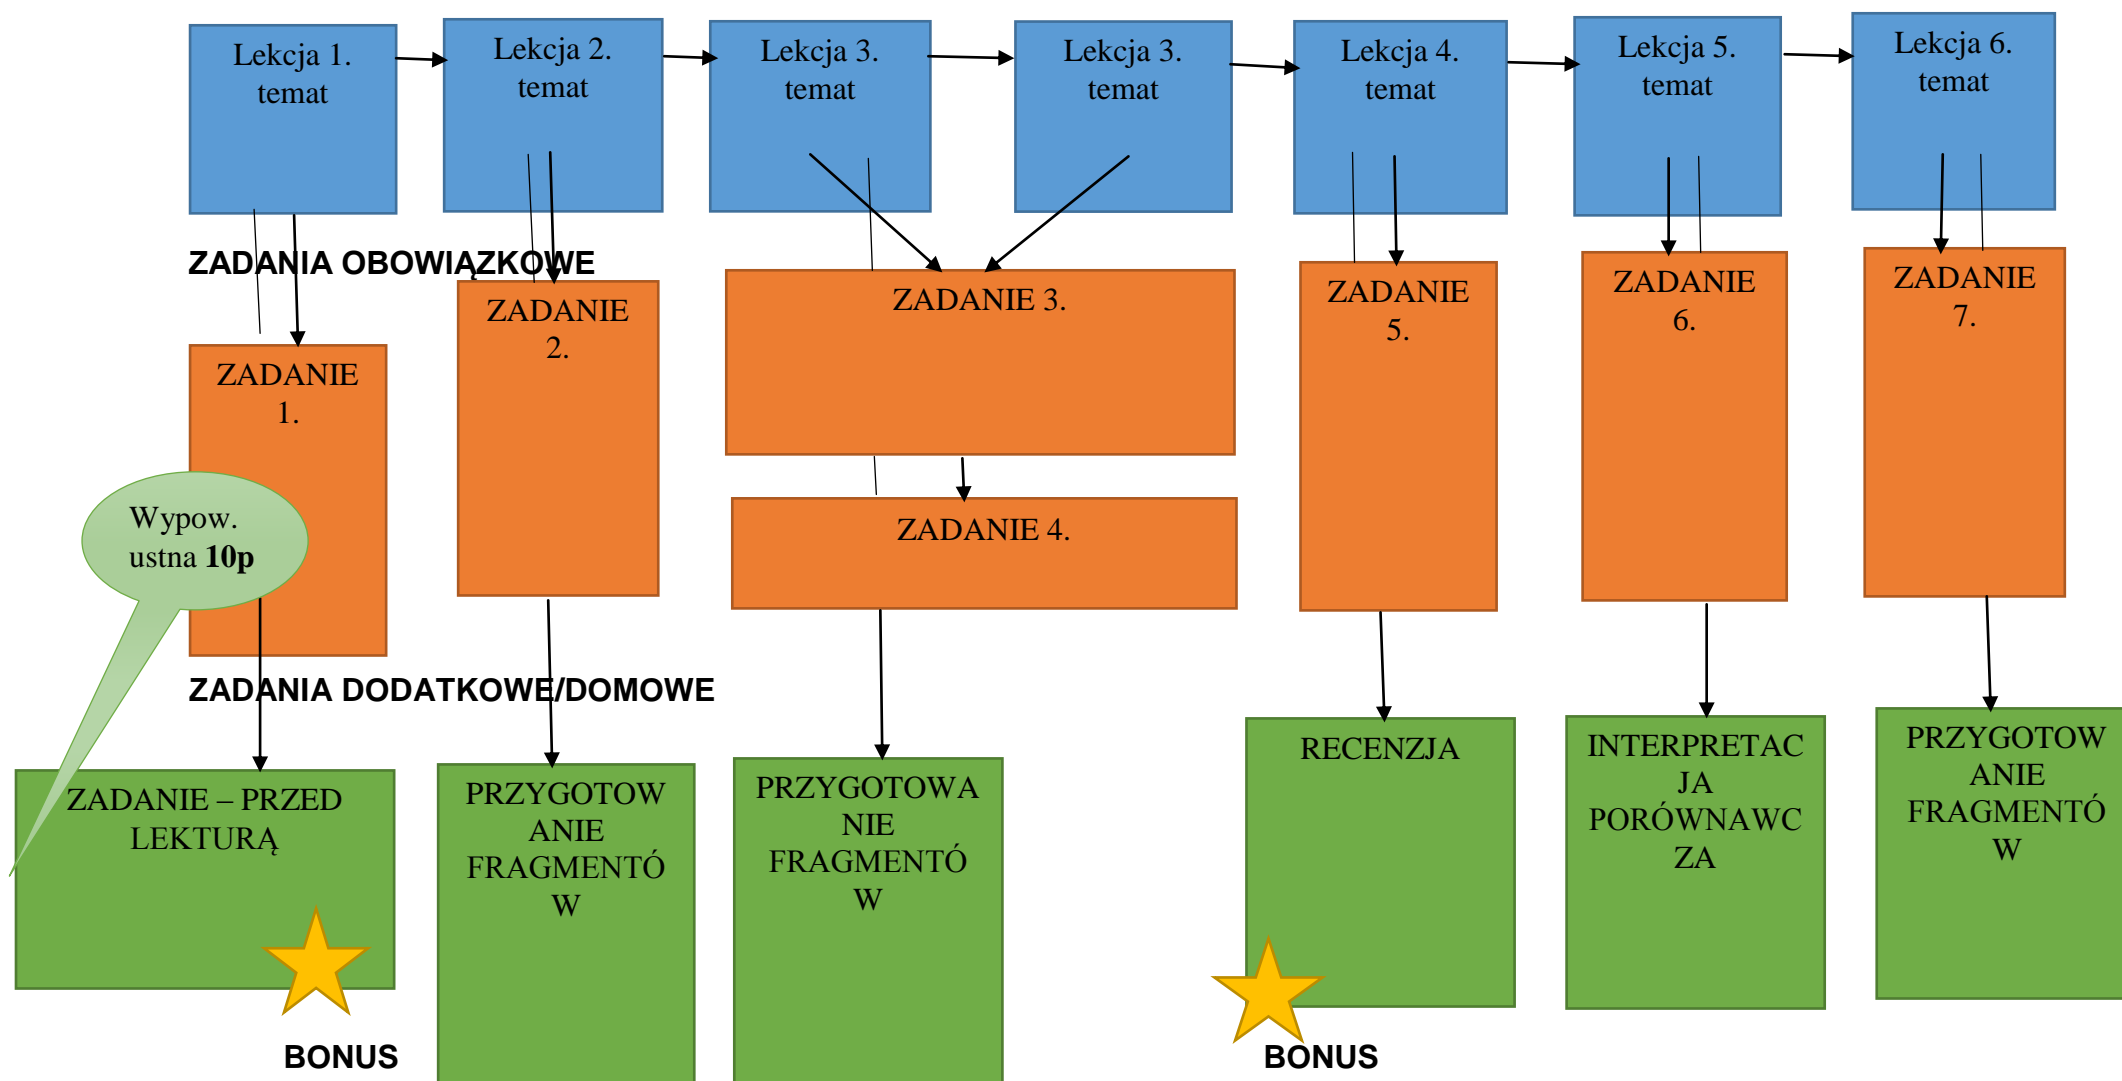 Lekcja 1.
temat
Lekcja 2.
temat
Lekcja 3.
temat
Lekcja 3.
temat
Lekcja 4.
temat
Lekcja 5.
temat
Lekcja 6.
temat
ZADANIA OBOWIĄZKOWE
ZADANIE
1.
ZADANIE
2.
ZADANIE 3.
ZADANIE 4.
ZADANIE
5.
ZADANIE
6.
ZADANIE
7.
Wypow.
ustna 10p
ZADANIA DODATKOWE/DOMOWE
ZADANIE – PRZED
LEKTURĄ
PRZYGOTOW
ANIE
FRAGMENTÓ
W
PRZYGOTOWA
NIE
FRAGMENTÓ
W
RECENZJA
INTERPRETAC
JA
PORÓWNAWC
ZA
PRZYGOTOW
ANIE
FRAGMENTÓ
W
BONUS
BONUS